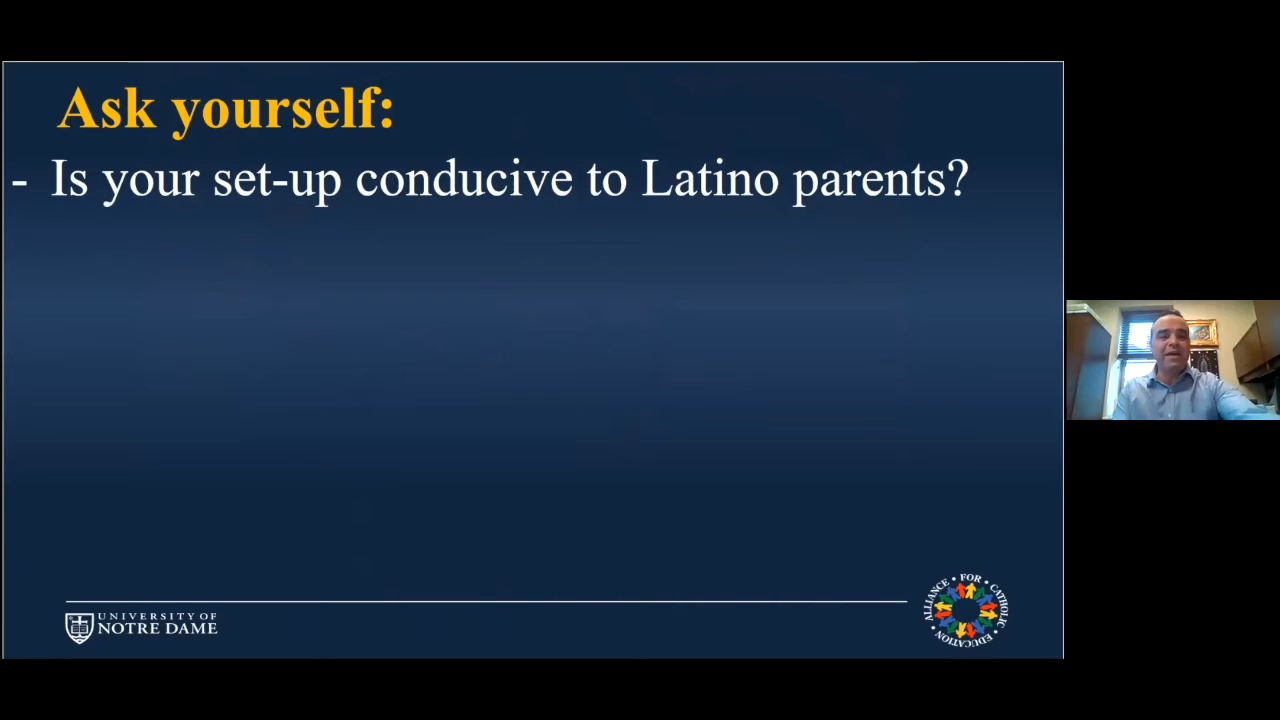 Ask yourself:
- Is your set-up conducive to Latino parents?
UNIVERSITY OF
NOTRE DAME
ALLIANCE • FOR • CATHOLIC • EDUCATION •